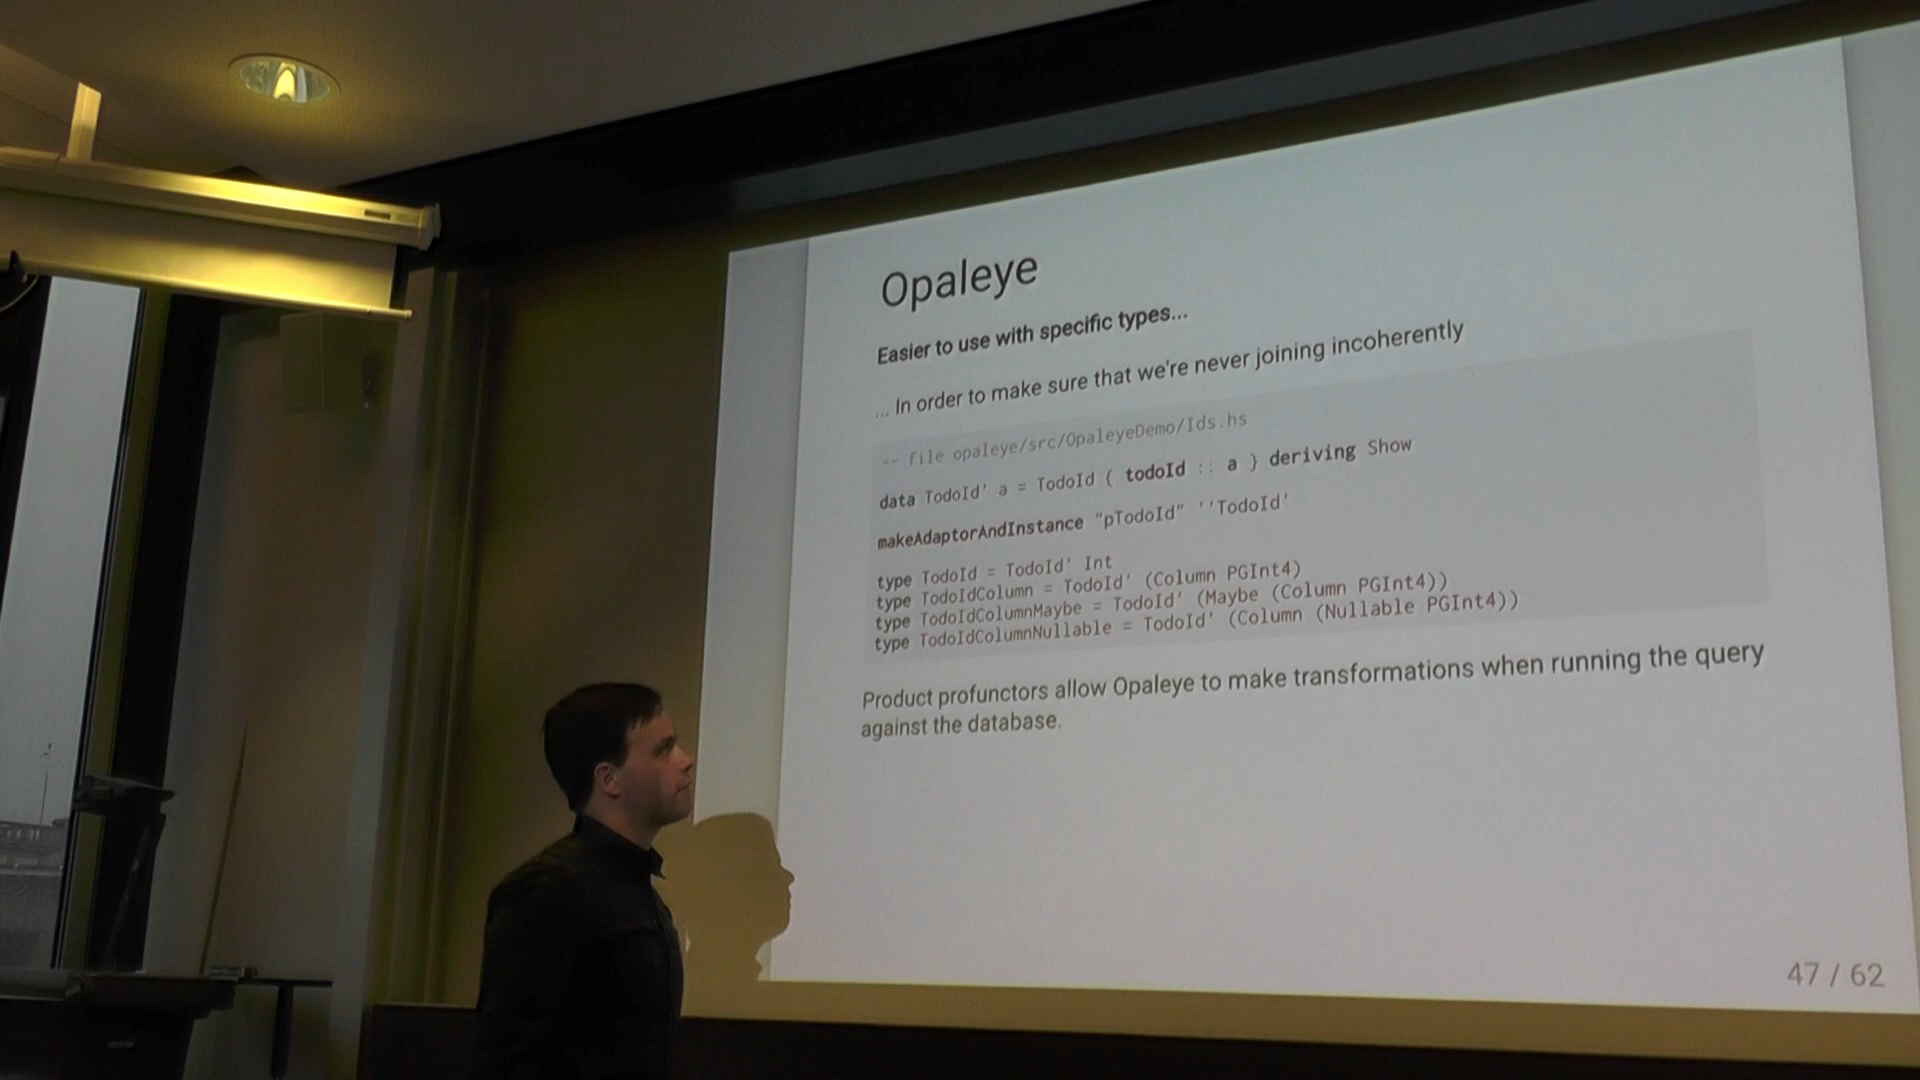 Opaleye
Easier to use with specific types...
... In order to make sure that we're never joining incoherently
-- file opaleye/src/OpaleyeDemo/Ids.hs
data TodoId' a = TodoId { todoId :: a } deriving Show
makeAdaptorAndInstance "pTodoId" ''TodoId'
type TodoId = TodoId' Int
type TodoIdColumn = TodoId' (Column PGInt4)
type TodoIdColumnMaybe = TodoId' (Maybe (Column PGInt4))
type TodoIdColumnNullable = TodoId' (Column (Nullable PGInt4))
Product profunctors allow Opaleye to make transformations when running the query
against the database.
47 / 62